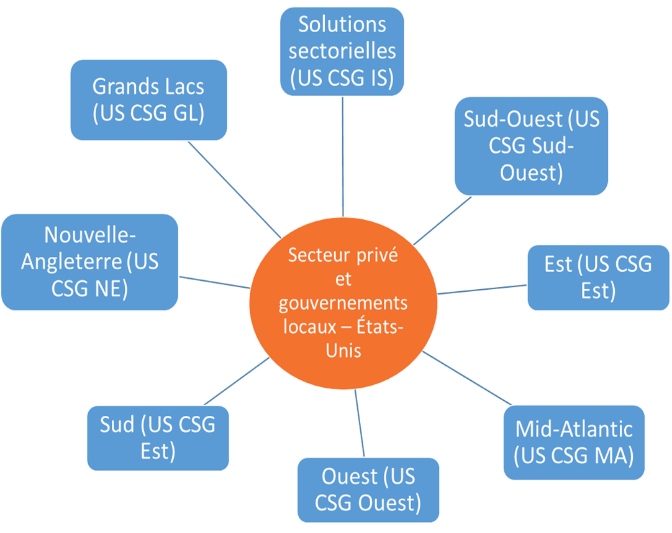 Solutions
sectorielles
(US CSG IS)
Grands Lacs
(US CSG GL)
Sud-Ouest (US
CSG Sud-
Ouest)
Nouvelle-
Angleterre (US
CSG NE)
Secteur privé
et
gouvernements
locaux – États-
Unis
Est (US CSG
Est)
Sud (US CSG
Est)
Mid-Atlantic
(US CSG MA)
Ouest (US
CSG Ouest)